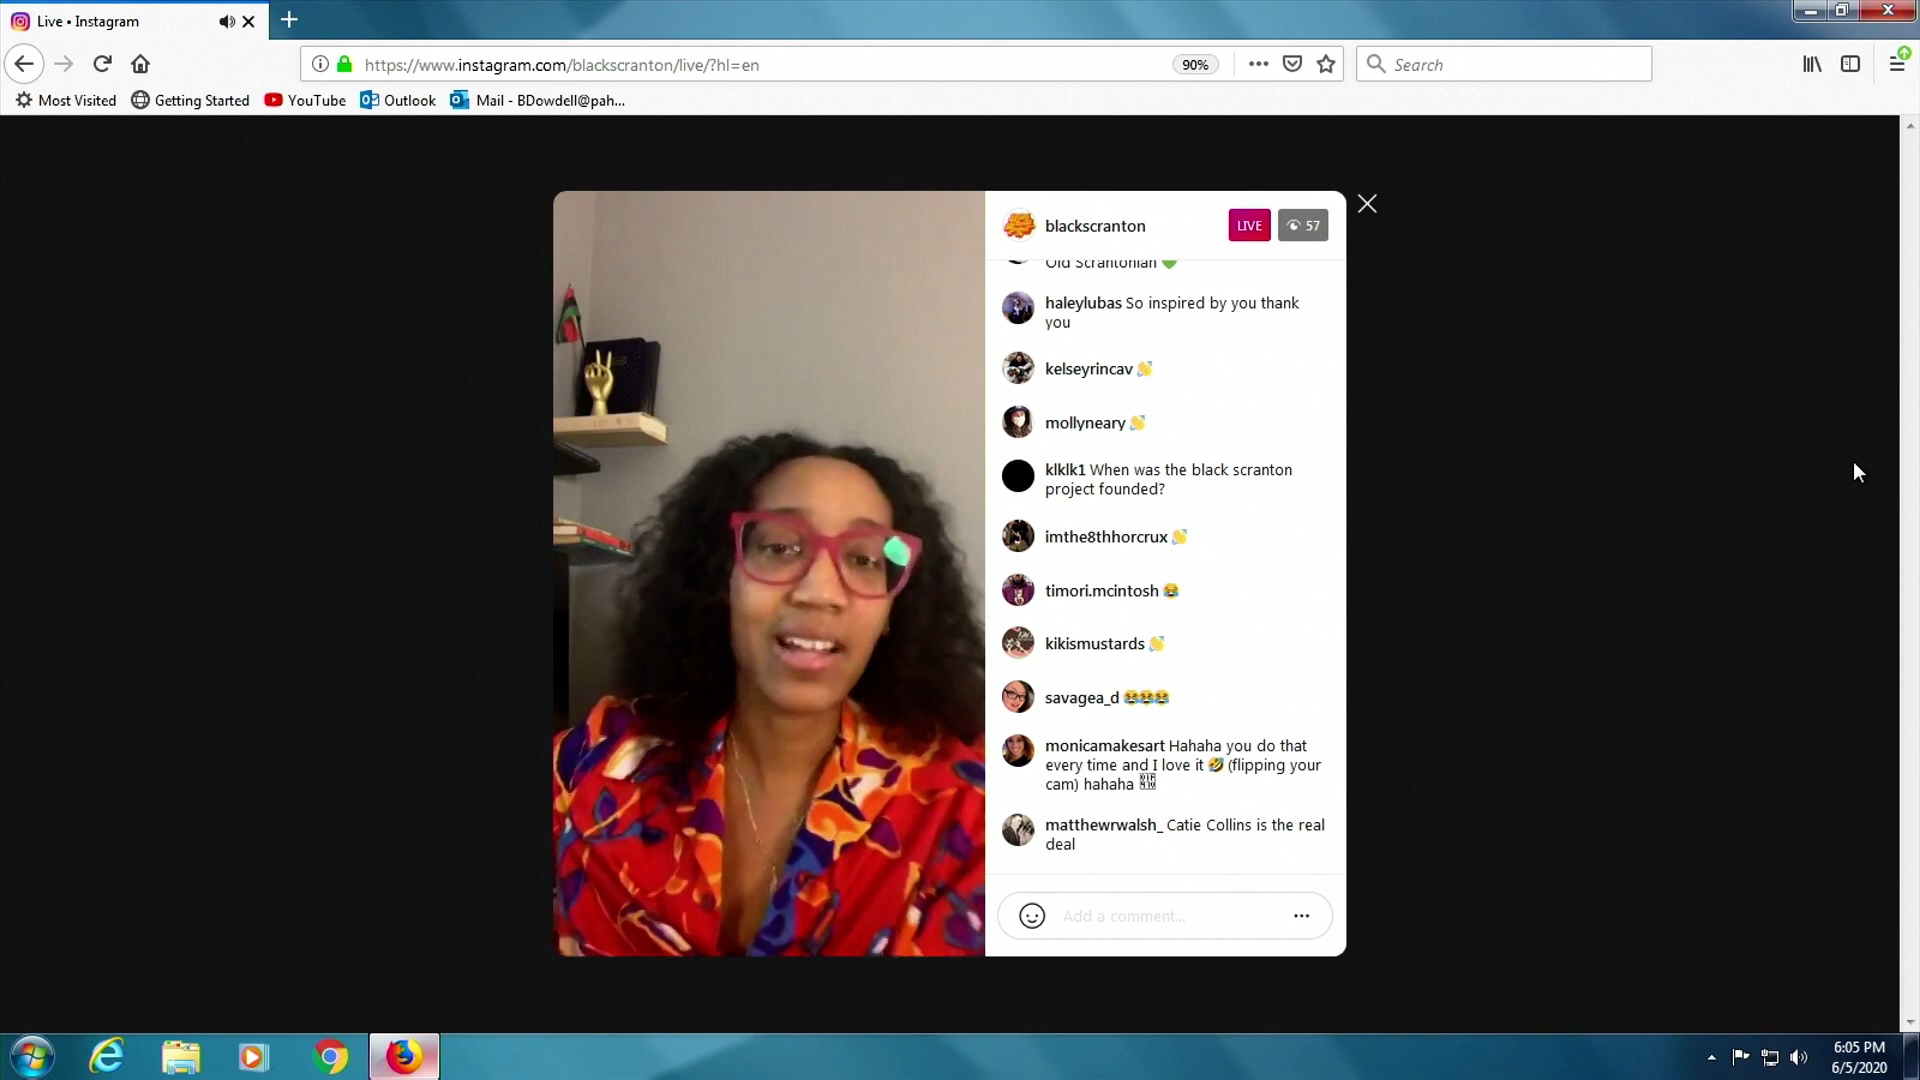 Live • Instagram
https://www.instagram.com/blackscranton/live/?hl=en
90%
Search
Most Visited
Getting Started
YouTube
Outlook
Mail - BDowdell@pah...
blackscranton
LIVE
57
Old Scrantonian 💚
haleylubas So inspired by you thank
you
kelseyrincav 👏
mollyneary 👏
klklk1 When was the black scranton
project founded?
imthe8thhorcrux 👏
timori.mcintosh 😂
kikismustards 👏
savagea_d 😂😂😂
monicamakesart Hahaha you do that
every time and I love it 🤣 (flipping your
cam) hahaha
matthewrwalsh_ Catie Collins is the real
deal
Add a comment...
6:05 PM
6/5/2020